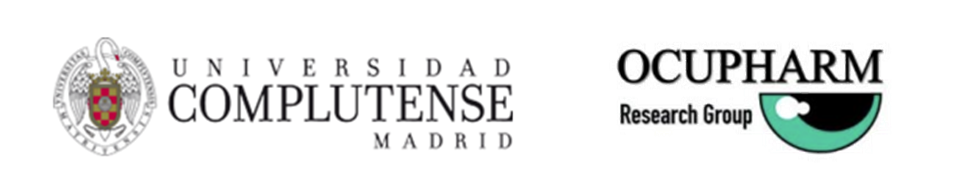 UNIVERSIDAD
COMPLUTENSE
MADRID
OCUPHARM
Research Group